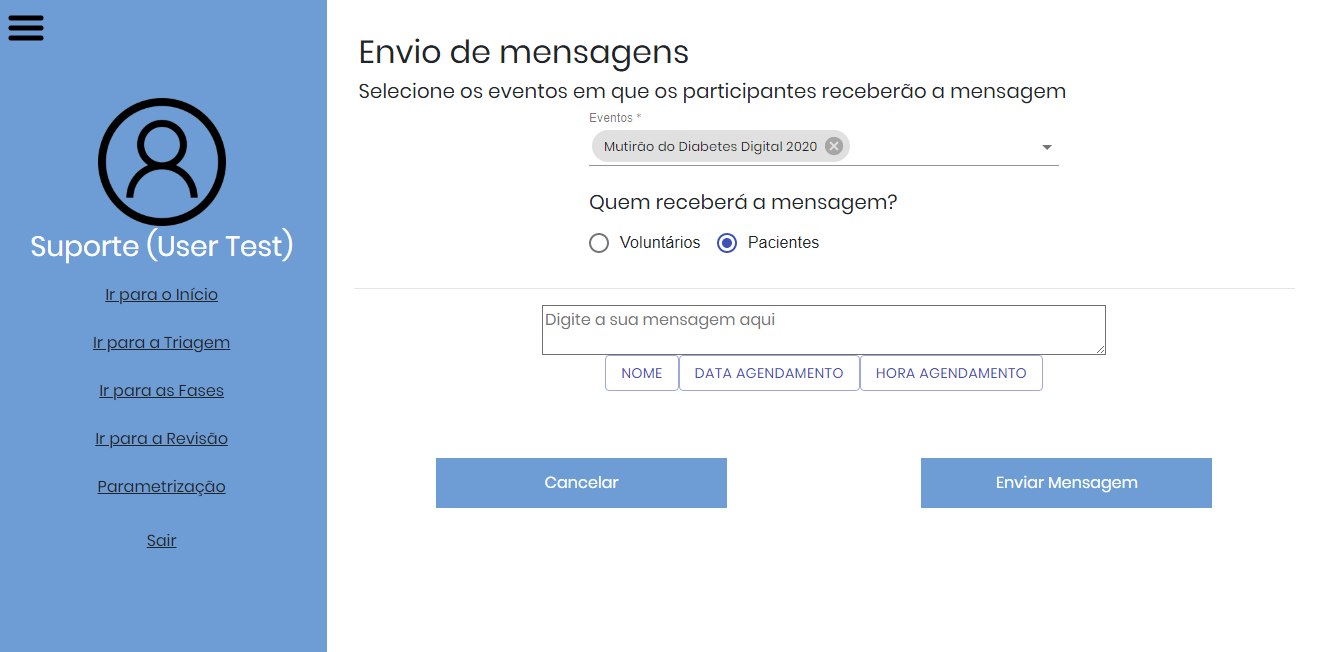 Suporte (User Test)
Ir para o Início
Ir para a Triagem
Ir para as Fases
Ir para a Revisão
Parametrização
Sair
Envio de mensagens
Selecione os eventos em que os participantes receberão a mensagem
Eventos *
Mutirão do Diabetes Digital 2020
Quem receberá a mensagem?
Voluntários Pacientes
Digite a sua mensagem aqui
NOME DATA AGENDAMENTO HORA AGENDAMENTO
Cancelar Enviar Mensagem